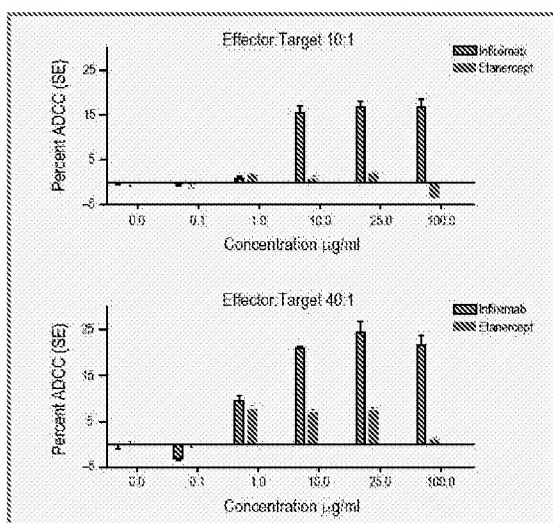 Effector:Target 10:1
Infliximab
Etanercept
Percent ADCC (SE)
25
15
5
-5
0.0 0.1 1.0 10.0 25.0 100.0
Concentration µg/ml
Effector:Target 40:1
Infliximab
Etanercept
Percent ADCC (SE)
25
15
5
-5
0.0 0.1 1.0 10.0 25.0 100.0
Concentration µg/ml